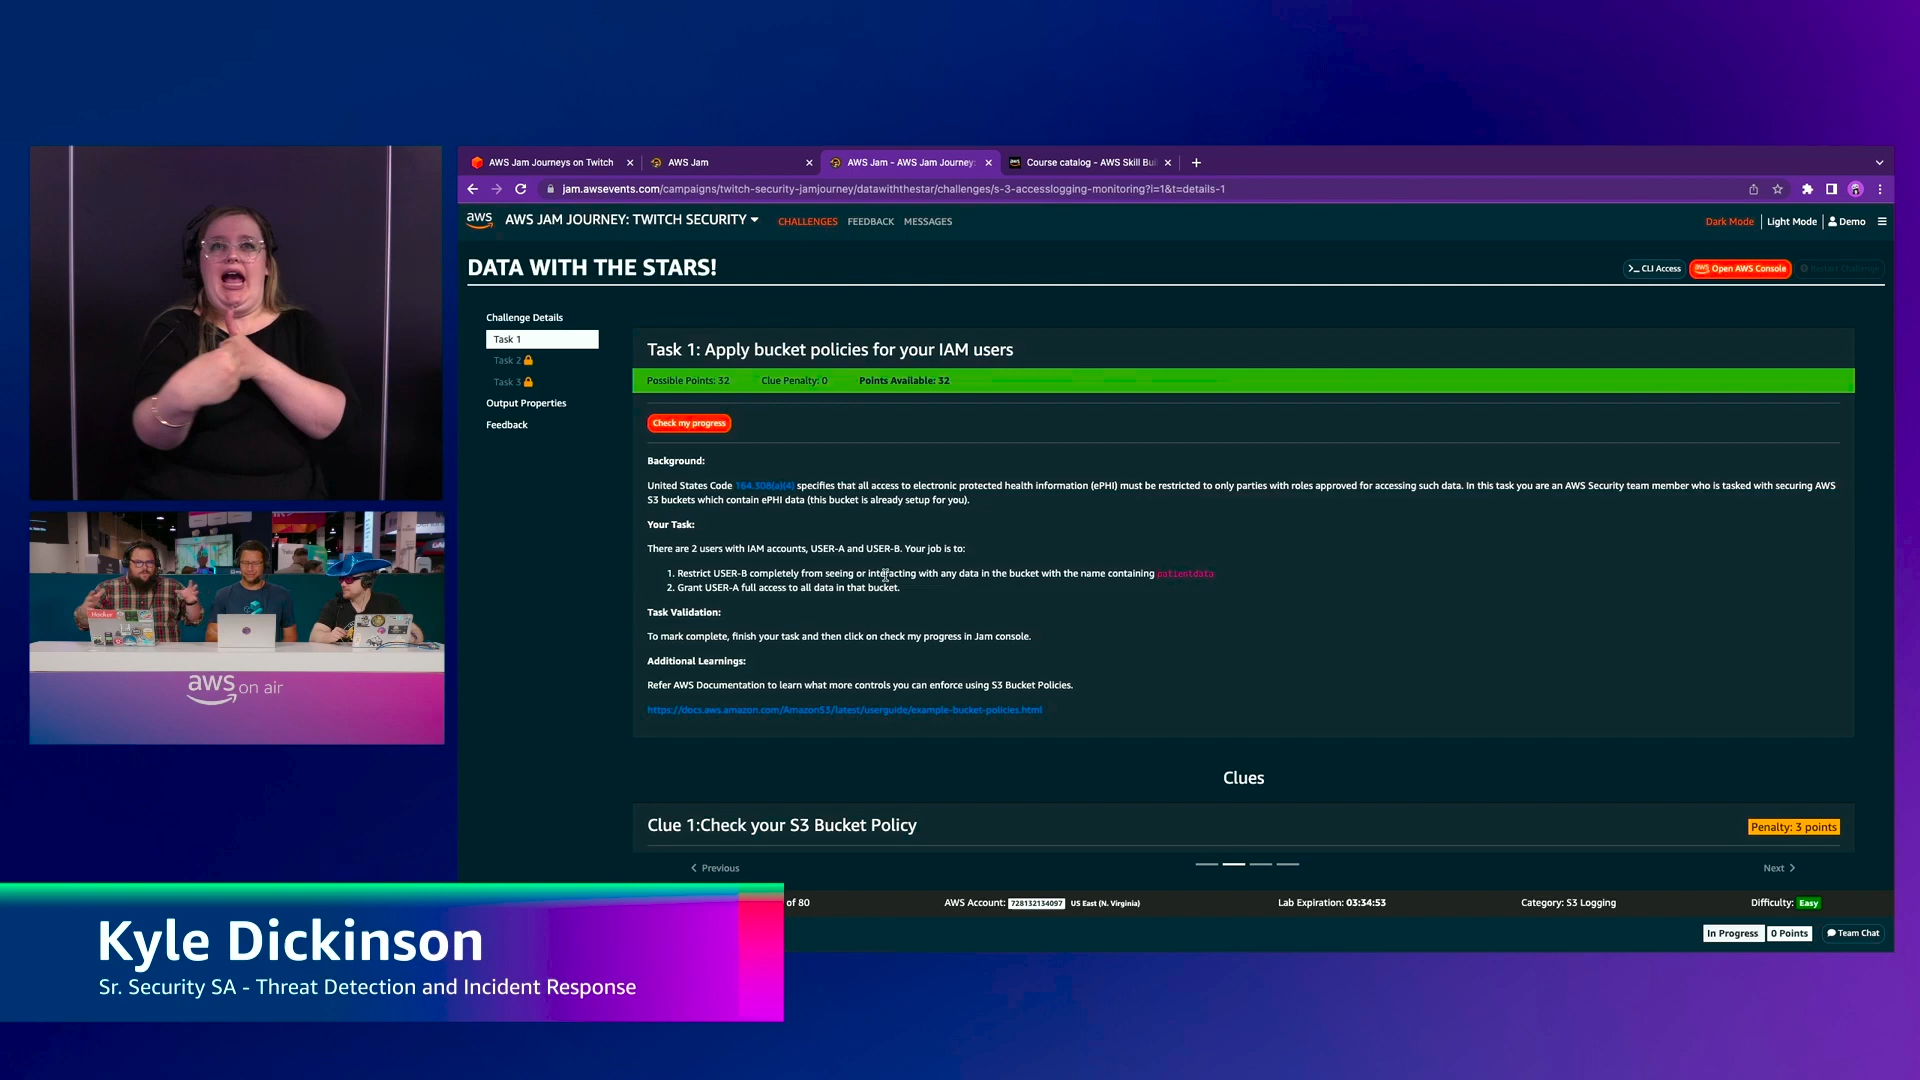 AWS Jam Journeys on Twitch
AWS Jam
AWS Jam - AWS Jam Journey:
Course catalog - AWS Skill Bui
jam.awsevents.com/campaigns/twitch-security-jamjourney/datawiththestar/challenges/s-3-accesslogging-monitoring?i=1&t=details-1
aws
AWS JAM JOURNEY: TWITCH SECURITY
CHALLENGES
FEEDBACK
MESSAGES
Dark Mode
Light Mode
Demo
DATA WITH THE STARS!
CLI Access
aws Open AWS Console
Restart Challenge
Challenge Details
Task 1
Task 2
Task 3
Output Properties
Feedback
Task 1: Apply bucket policies for your IAM users
Possible Points: 32
Clue Penalty: 0
Points Available: 32
Check my progress
Background:
United States Code 164.308(a)(4) specifies that all access to electronic protected health information (ePHI) must be restricted to only parties with roles approved for accessing such data. In this task you are an AWS Security team member who is tasked with securing AWS
S3 buckets which contain ePHI data (this bucket is already setup for you).
Your Task:
There are 2 users with IAM accounts, USER-A and USER-B. Your job is to:
1. Restrict USER-B completely from seeing or interacting with any data in the bucket with the name containing patientdata
2. Grant USER-A full access to all data in that bucket.
Task Validation:
To mark complete, finish your task and then click on check my progress in Jam console.
Additional Learnings:
Refer AWS Documentation to learn what more controls you can enforce using S3 Bucket Policies.
https://docs.aws.amazon.com/AmazonS3/latest/userguide/example-bucket-policies.html
Clues
Clue 1:Check your S3 Bucket Policy
Penalty: 3 points
Previous
Next
of 80
AWS Account: 728132134097 US East (N. Virginia)
Lab Expiration: 03:34:53
Category: S3 Logging
Difficulty: Easy
In Progress
0 Points
Team Chat
Hacker
aws on air
Kyle Dickinson
Sr. Security SA - Threat Detection and Incident Response